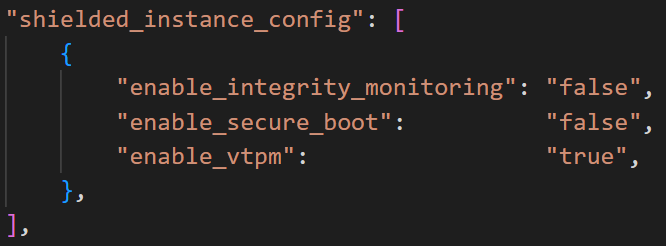 "shielded_instance_config": [
{
"enable_integrity_monitoring": "false",
"enable_secure_boot": "false",
"enable_vtpm": "true",
},
],